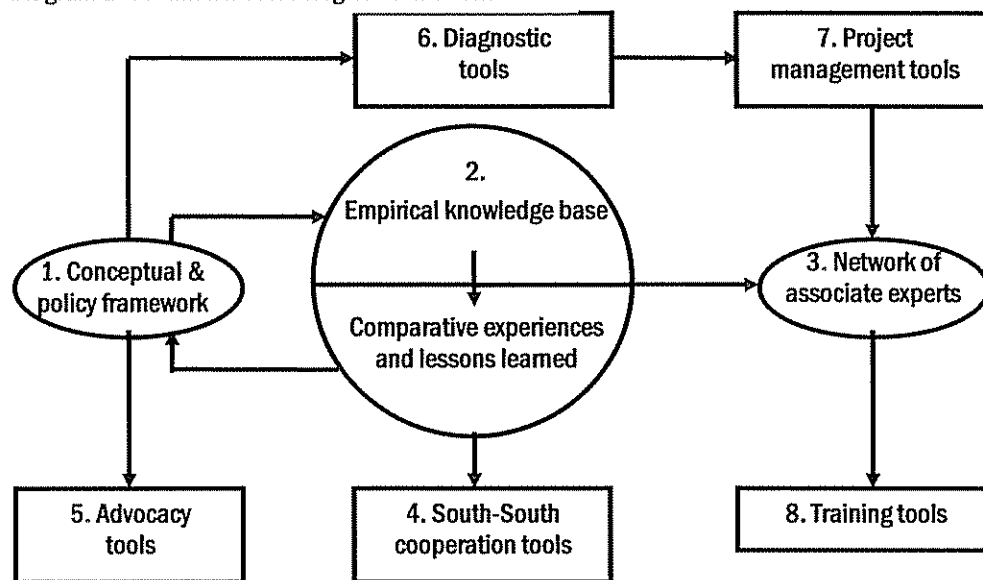 6. Diagnostic
tools
7. Project
management tools
2.
Empirical knowledge base
1. Conceptual &
policy framework
3. Network of
associate experts
Comparative experiences
and lessons learned
5. Advocacy
tools
4. South-South
cooperation tools
8. Training tools